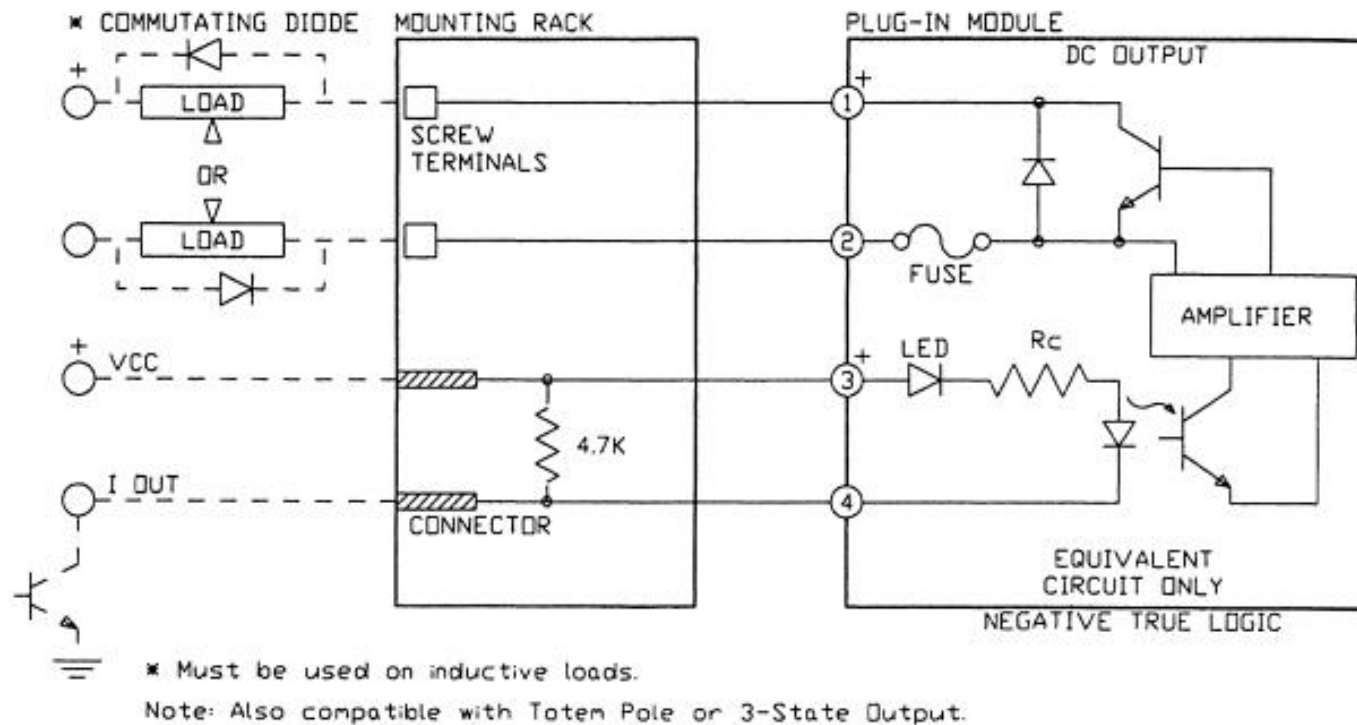 * COMMUTATING DIODE
MOUNTING RACK
PLUG-IN MODULE
DC OUTPUT
+
LOAD
1
+
SCREW
TERMINALS
OR
LOAD
2
FUSE
AMPLIFIER
+
VCC
3
+
LED
Rc
4.7K
I OUT
CONNECTOR
4
EQUIVALENT
CIRCUIT ONLY
NEGATIVE TRUE LOGIC
* Must be used on inductive loads.
Note: Also compatible with Totem Pole or 3-State Output.